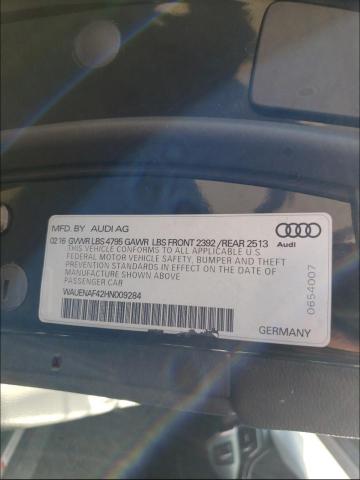 MFD. BY AUDI AG
02 16 GVWR LBS 4795 GAWR LBS FRONT 2392 /REAR 2513
THIS VEHICLE CONFORMS TO ALL APPLICABLE U.S
FEDERAL MOTOR VEHICLE SAFETY, BUMPER AND THEFT
PREVENTION STANDARDS IN EFFECT ON THE DATE OF
MANUFACTURE SHOWN ABOVE
PASSENGER CAR
WAUENAF42HN009284
Audi
0654007
GERMANY